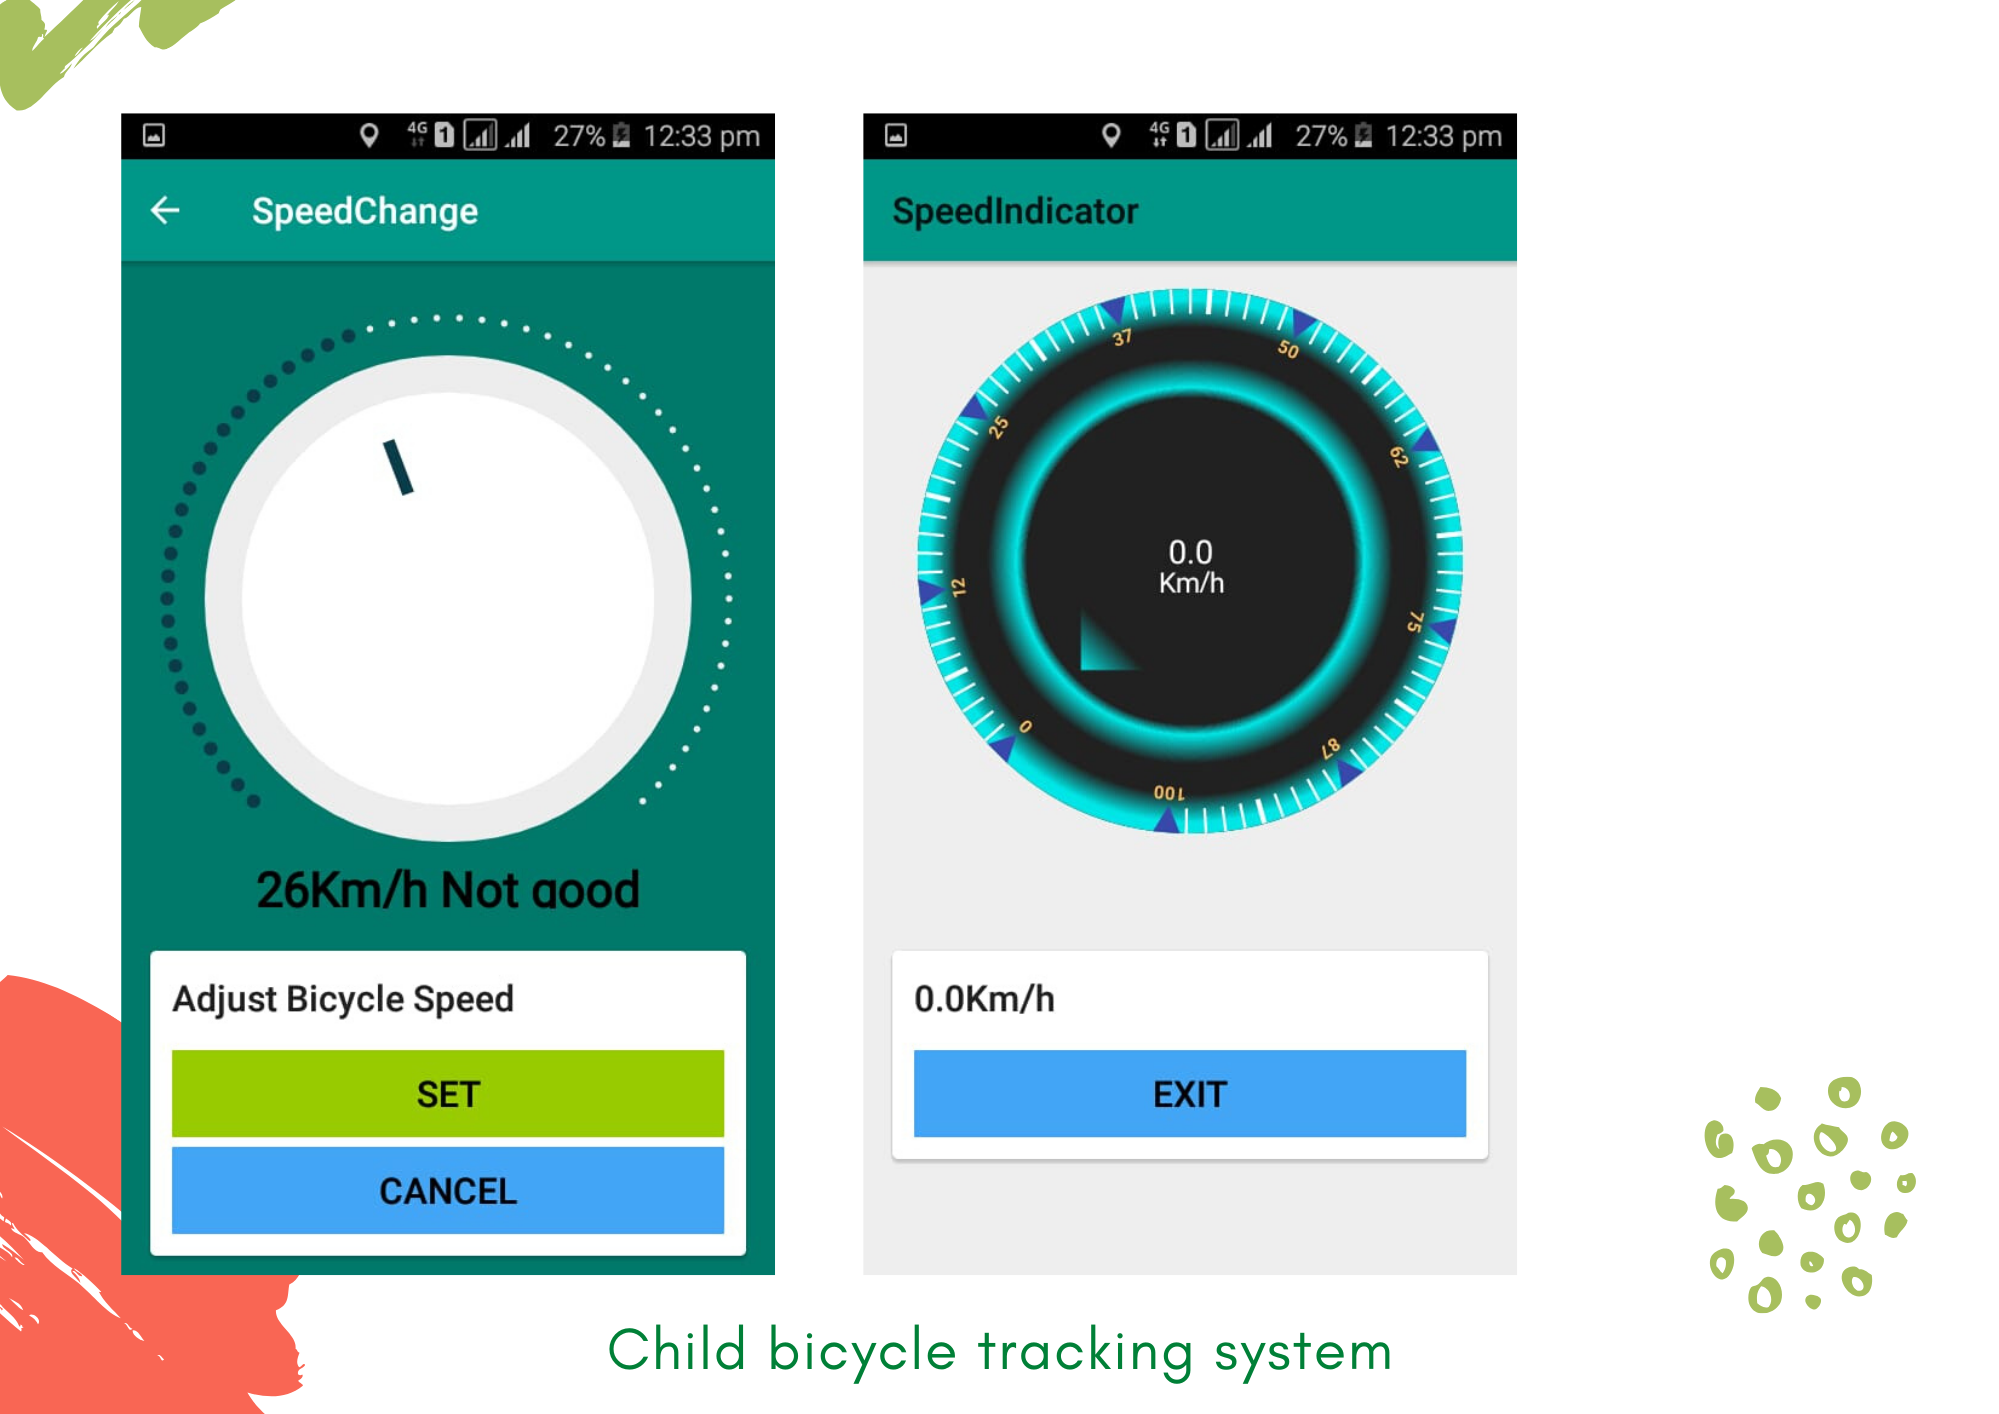 4G 1 27% 12:33 pm
SpeedChange
26Km/h Not good
Adjust Bicycle Speed
SET
CANCEL
4G 1 27% 12:33 pm
SpeedIndicator
0
12
25
37
50
62
75
87
100
0.0
Km/h
0.0Km/h
EXIT
Child bicycle tracking system